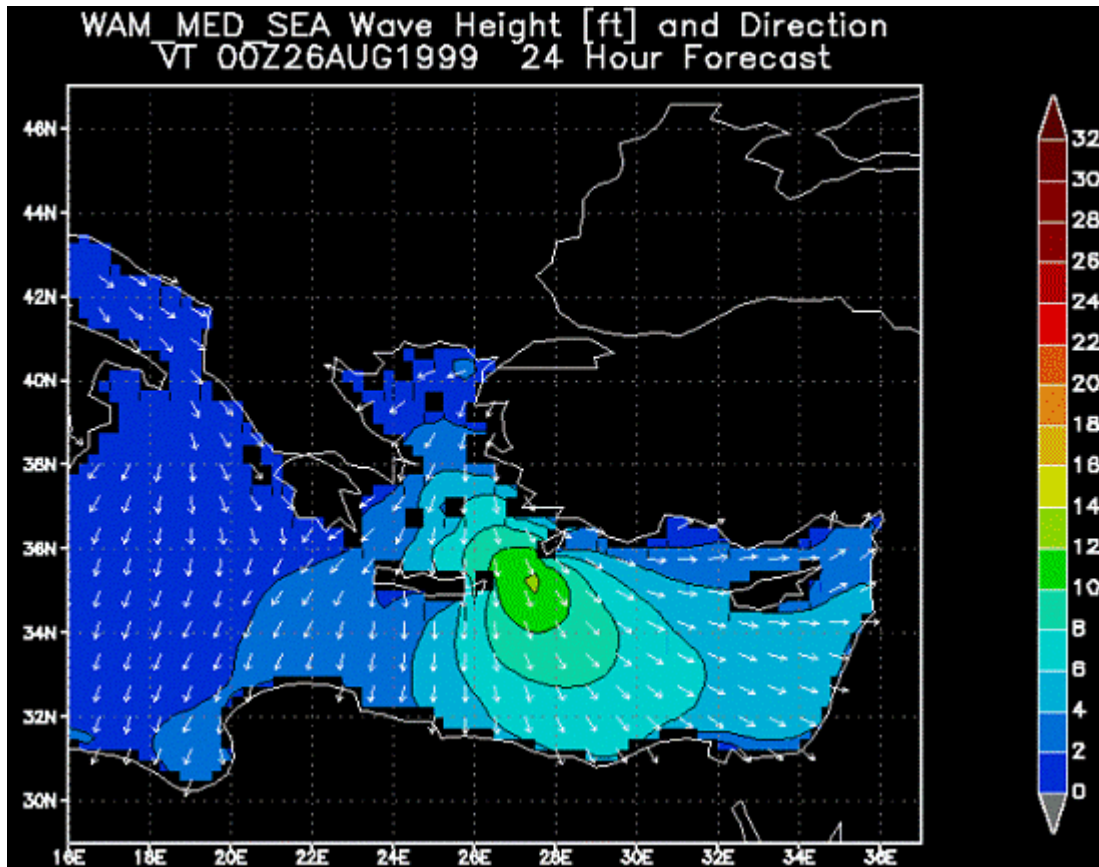 WAM_MED_SEA Wave Height [ft] and Direction
VT 00Z26AUG1999 24 Hour Forecast
46N
44N
42N
40N
38N
36N
34N
32N
30N
16E 18E 20E 22E 24E 26E 28E 30E 32E 34E 36E
32
30
28
26
24
22
20
18
16
14
12
10
8
6
4
2
0